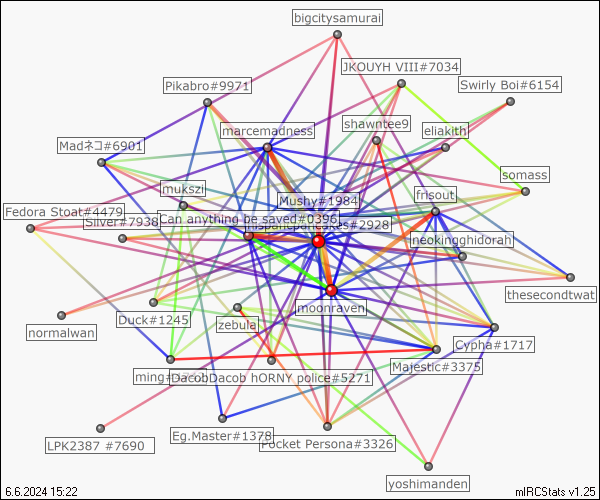 bigcitysamurai
JKOUYH VIII#7034
Swirly Boi#6154
Pikabro#9971
shawntee9
eliakith
marcemadness
Madネコ#6901
somass
mukszi
frisout
Mushy#1984
Fedora Stoat#4479
Can anything be saved#0396
Silver#7938
#2928
neokingghidorah
thesecondtwat
moonraven
Duck#1245
zebula
normalwan
Cypha#1717
Majestic#3375
DacobDacob hORNY police#5271
Eg.Master#1378
Pocket Persona#3326
LPK2387 #7690
yoshimanden
6.6.2024 15:22
mIRCStats v1.25